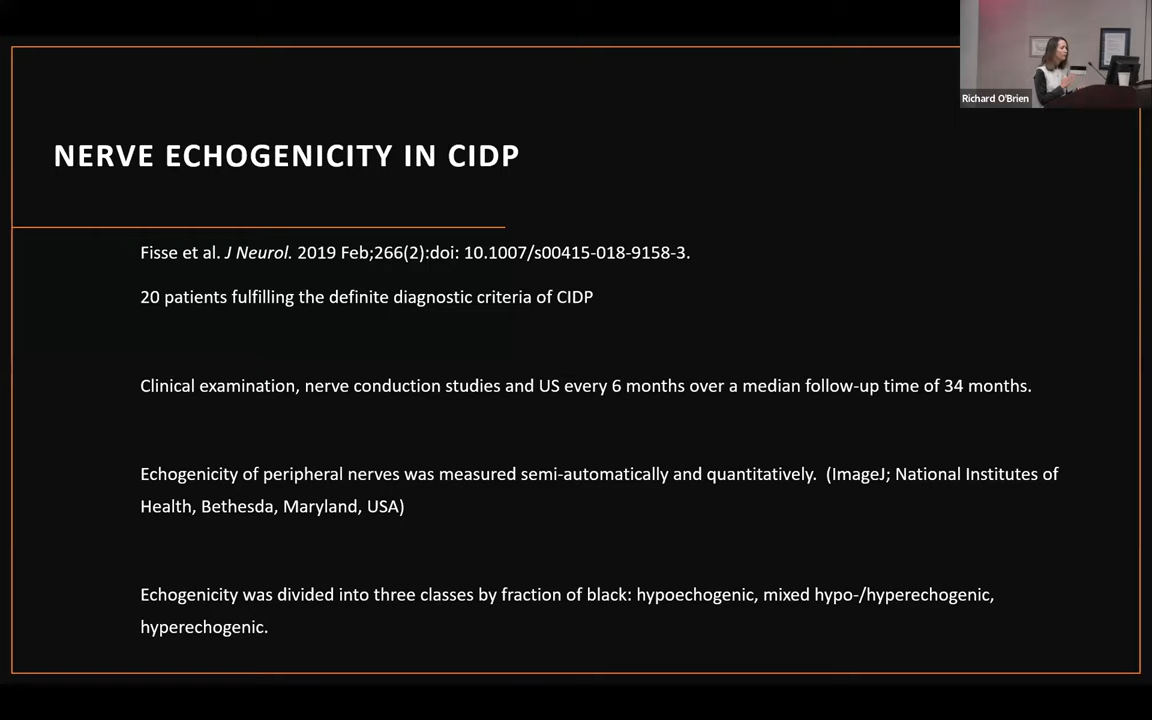 Richard O'Brien
NERVE ECHOGENICITY IN CIDP
Fisse et al. J Neurol. 2019 Feb;266(2):doi: 10.1007/s00415-018-9158-3.
20 patients fulfilling the definite diagnostic criteria of CIDP
Clinical examination, nerve conduction studies and US every 6 months over a median follow-up time of 34 months.
Echogenicity of peripheral nerves was measured semi-automatically and quantitatively.  (ImageJ; National Institutes of
Health, Bethesda, Maryland, USA)
Echogenicity was divided into three classes by fraction of black: hypoechogenic, mixed hypo-/hyperechogenic,
hyperechogenic.